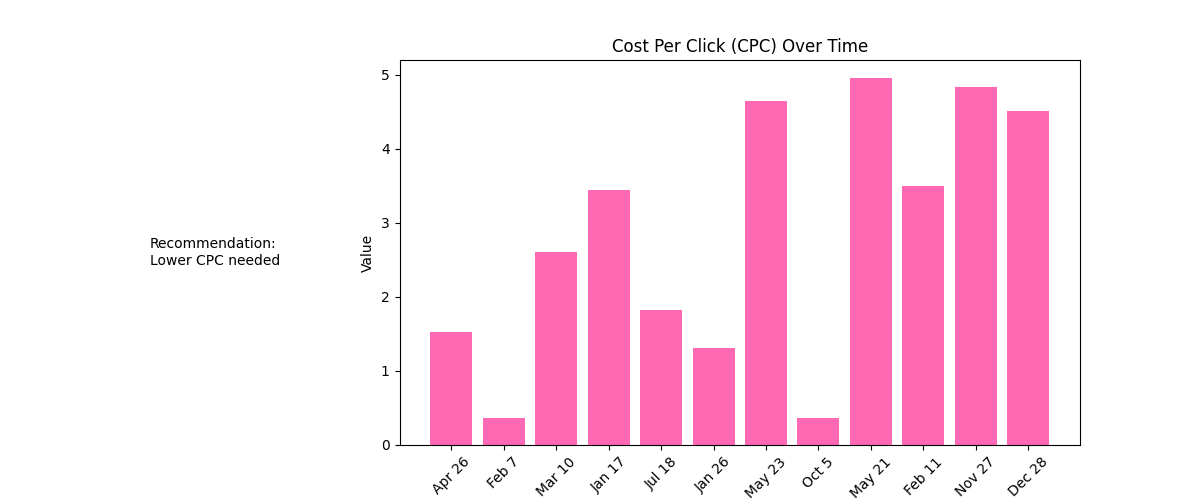 Cost Per Click (CPC) Over Time
Recommendation:
Lower CPC needed
Value
5
4
3
2
1
0
Apr 26
Feb 7
Mar 10
Jan 17
Jul 18
Jan 26
May 23
Oct 5
May 21
Feb 11
Nov 27
Dec 28